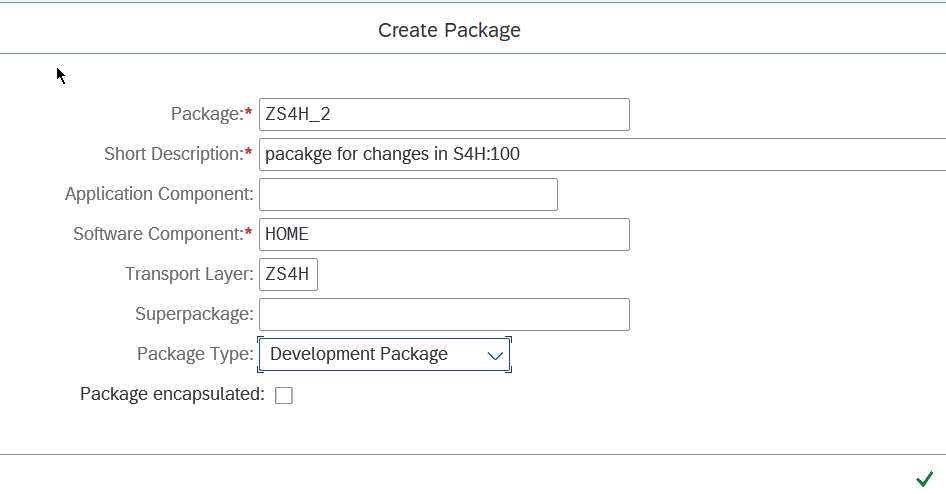 Create Package
Package:* ZS4H_2
Short Description:* pacakge for changes in S4H:100
Application Component:
Software Component:* HOME
Transport Layer: ZS4H
Superpackage:
Package Type: Development Package
Package encapsulated: